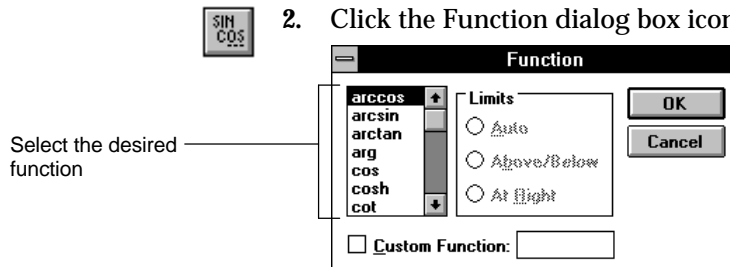 SIN
COS
2. Click the Function dialog box
Function
arccos
arcsin
arctan
arg
cos
cosh
cot
Limits
Auto
Above/Below
At Right
OK
Cancel
Select the desired
function
Custom Function: